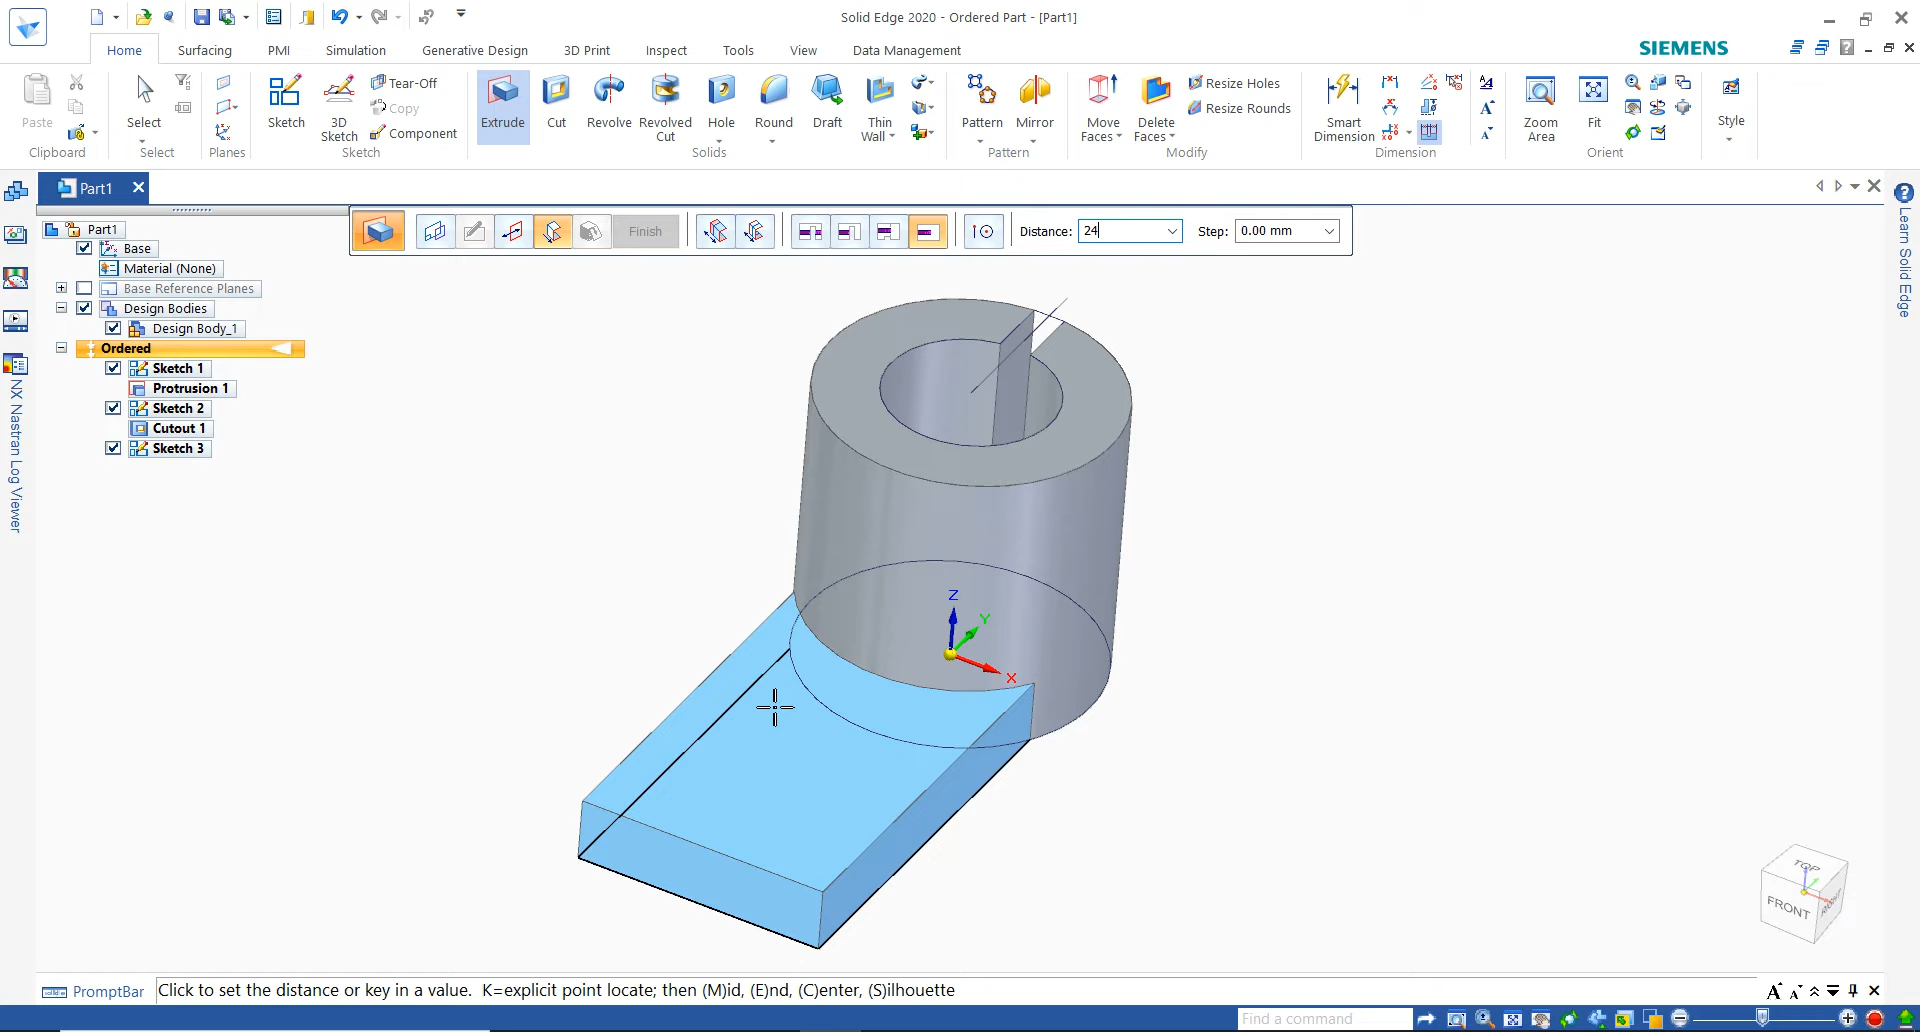 Solid Edge 2020 - Ordered Part - [Part1]
Home Surfacing PMI Simulation Generative Design 3D Print Inspect Tools View Data Management
SIEMENS
Paste
Clipboard
Select
Select
Planes
Sketch
3D Sketch
Tear-Off
Copy
Component
Sketch
Extrude
Cut
Revolve
Revolved Cut
Hole
Round
Draft
Thin Wall
Solids
Pattern
Mirror
Pattern
Move Faces
Delete Faces
Resize Holes
Resize Rounds
Modify
Smart Dimension
Dimension
Zoom Area
Fit
Orient
Style
Part1
Learn Solid Edge
NX Nastran Log Viewer
Finish
Distance: 24
Step: 0.00 mm
Part1
Base
Material (None)
Base Reference Planes
Design Bodies
Design Body_1
Ordered
Sketch 1
Protrusion 1
Sketch 2
Cutout 1
Sketch 3
Z
Y
X
TOP
FRONT
RIGHT
PromptBar
Click to set the distance or key in a value. K=explicit point locate; then (M)id, (E)nd, (C)enter, (S)ilhouette
Find a command